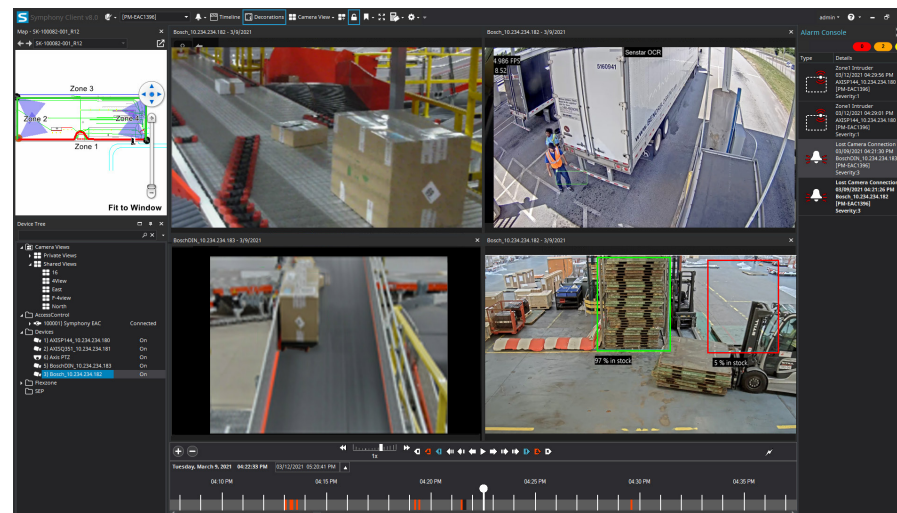 Symphony Client v8.0
[PM-EAC1396]
Timeline
Decorations
Camera View
admin
Map - SK-100082-001_R12
SK-100082-001_R12
Zone 3
Zone 2
Zone 4
Zone 1
Fit to Window
Device Tree
Camera Views
Private Views
Shared Views
16
4View
East
P-4view
North
AccessControl
100001] Symphony EAC Connected
Devices
1] AXISP144_10.234.234.180 On
2] AXISQ351_10.234.234.181 On
6] Axis PTZ On
5] BoschDIN_10.234.234.183 On
3] Bosch_10.234.234.182 On
Flexzone
SEP
Bosch_10.234.234.182 - 3/9/2021
Bosch_10.234.234.182 - 3/9/2021
4.986 FPS
8.52
Senstar OCR
5160941
BoschDIN_10.234.234.183 - 3/9/2021
Bosch_10.234.234.182 - 3/9/2021
97 % in stock
5 % in stock
STILL
1x
Tuesday, March 9, 2021 04:22:33 PM 03/12/2021 05:20:41 PM
04:10 PM 04:15 PM 04:20 PM 04:25 PM 04:30 PM 04:35 PM
Alarm Console
2
Type Details
Zone1 Intruder
03/12/2021 04:29:56 PM
AXISP144_10.234.234.180
[PM-EAC1396]
Severity:1
Zone1 Intruder
03/12/2021 04:29:01 PM
AXISP144_10.234.234.180
[PM-EAC1396]
Severity:1
Lost Camera Connection
03/09/2021 04:21:30 PM
BoschDIN_10.234.234.183
[PM-EAC1396]
Severity:3
Lost Camera Connection
03/09/2021 04:21:26 PM
Bosch_10.234.234.182
[PM-EAC1396]
Severity:3